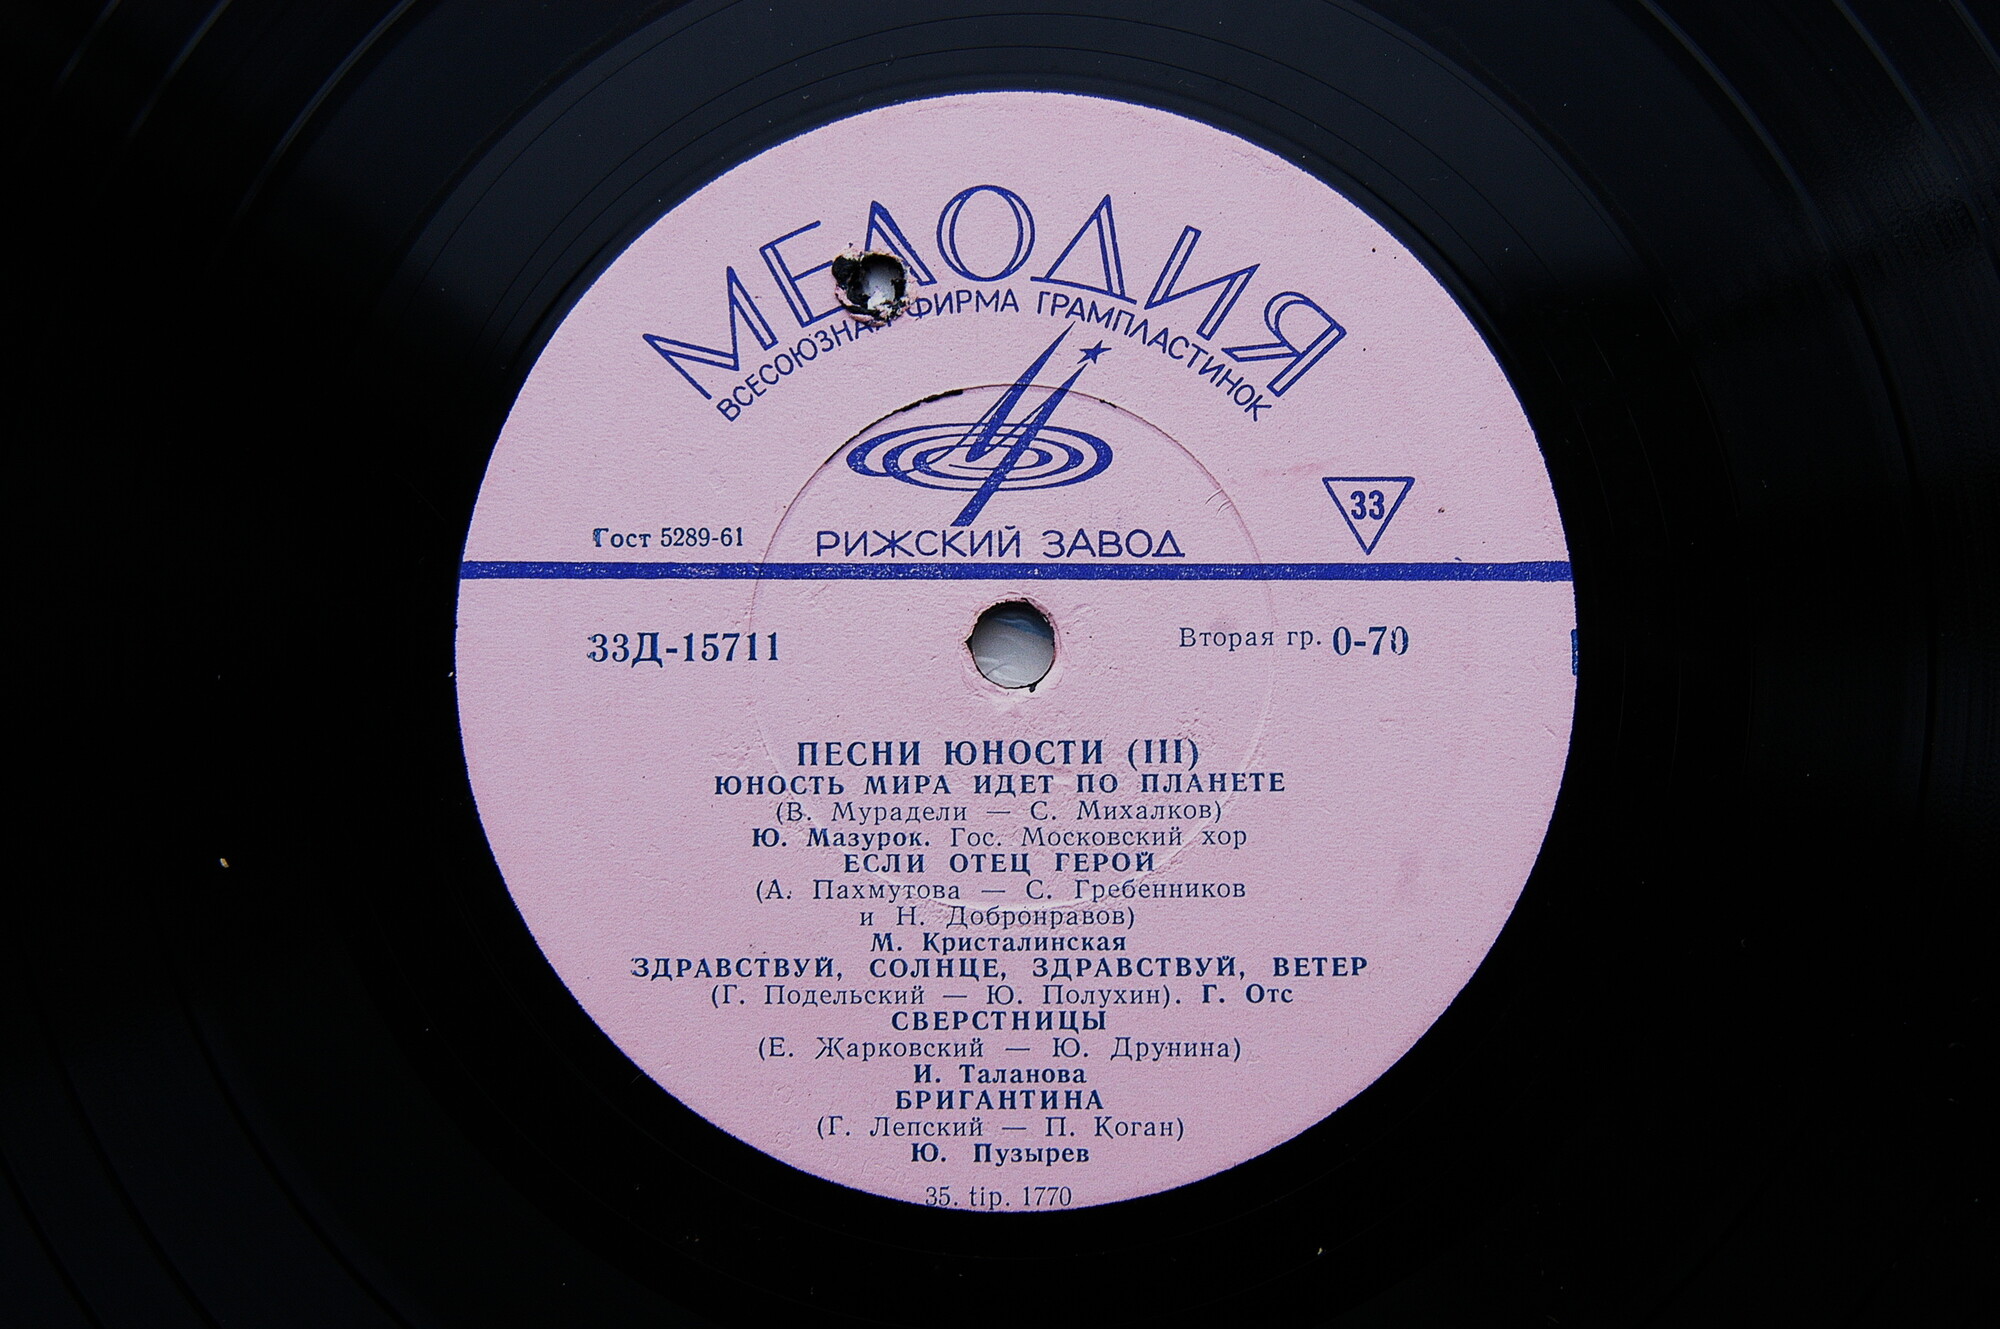 МЕЛОДИЯ
ВСЕСОЮЗНАЯ ФИРМА ГРАМПЛАСТИНОК
33
Гост 5289-61
РИЖСКИЙ ЗАВОД
33Д-15711
Вторая гр. 0-70
ПЕСНИ ЮНОСТИ (III)
ЮНОСТЬ МИРА ИДЕТ ПО ПЛАНЕТЕ
(В. Мурадели — С. Михалков)
Ю. Мазурок. Гос. Московский хор
ЕСЛИ ОТЕЦ ГЕРОЙ
(А. Пахмутова — С. Гребенников
и Н. Добронравов)
М. Кристалинская
ЗДРАВСТВУЙ, СОЛНЦЕ, ЗДРАВСТВУЙ, ВЕТЕР
(Г. Подельский — Ю. Полухин). Г. Отс
СВЕРСТНИЦЫ
(Е. Жарковский — Ю. Друнина)
И. Таланова
БРИГАНТИНА
(Г. Лепский — П. Коган)
Ю. Пузырев
35. tip. 1770